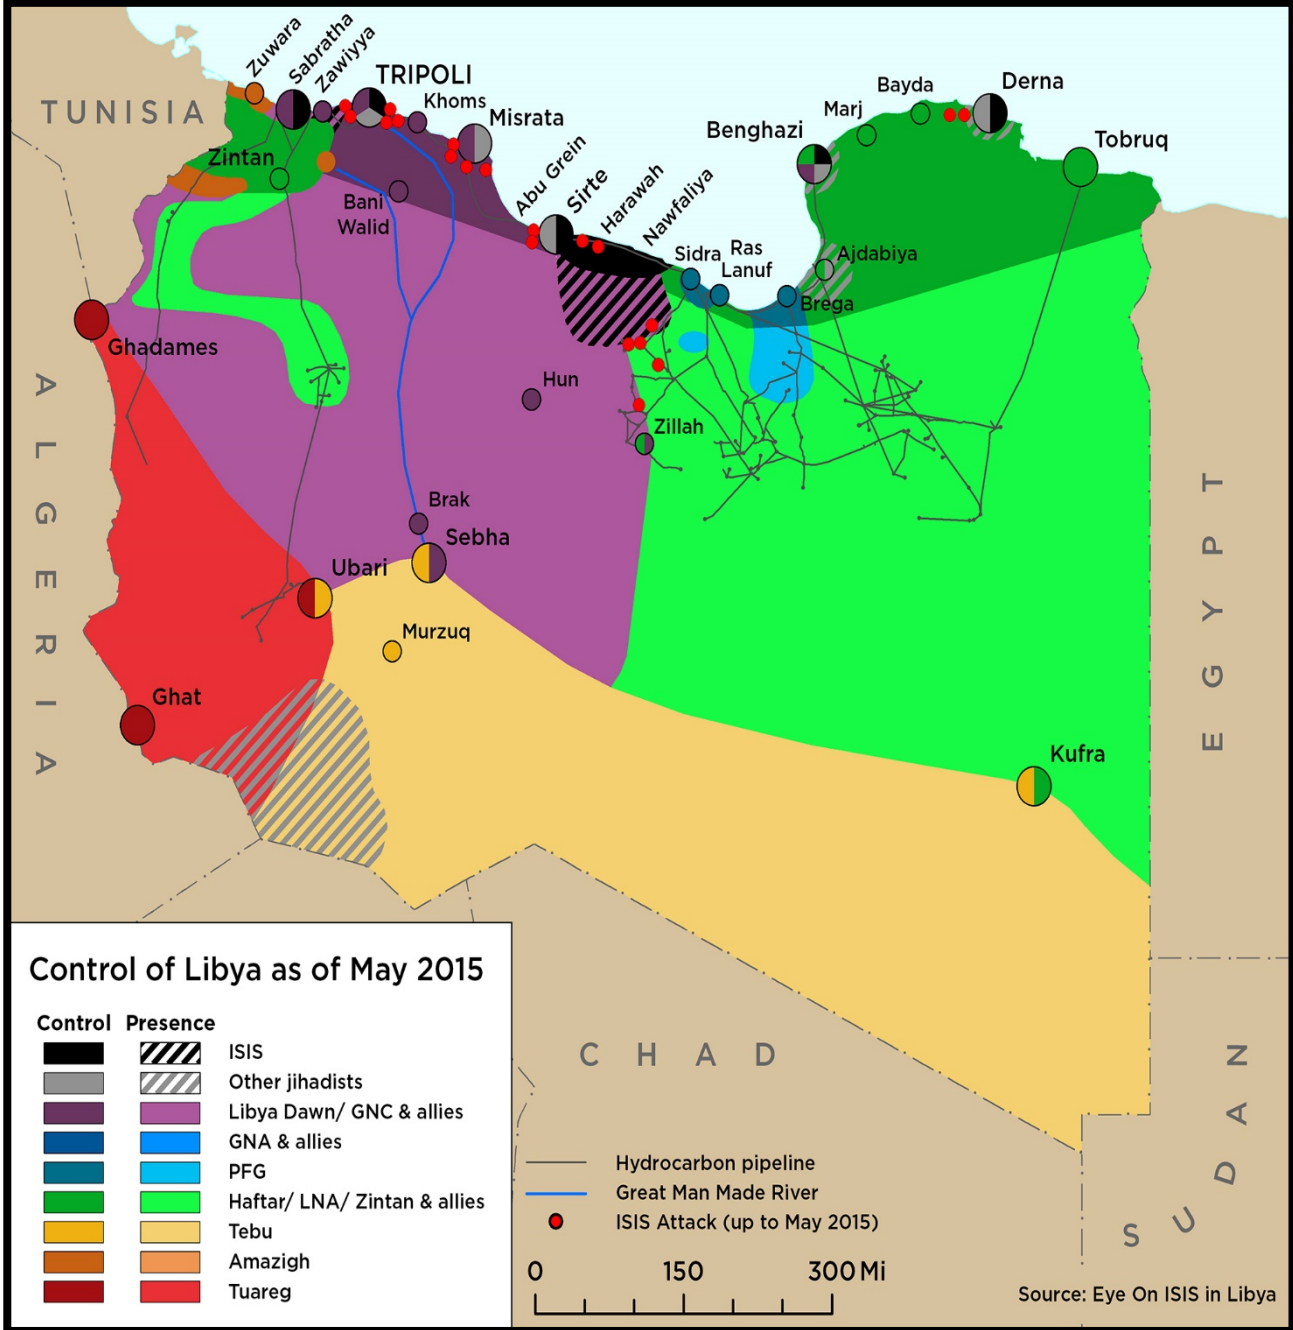 Zuwara
Sabratha
Zawiyya
TRIPOLI
Khoms
Misrata
TUNISIA
Zintan
Bani
Walid
Abu Grein
Sirte
Harawah
Nawfaliya
Sidra
Ras
Lanuf
Benghazi
Marj
Bayda
Derna
Tobruq
Ajdabiya
Brega
Ghadames
Hun
Zillah
ALGERIA
EGYPT
Brak
Sebha
Ubari
Murzuq
Ghat
Kufra
CHAD
SUDAN
Control of Libya as of May 2015
Control Presence
ISIS
Other jihadists
Libya Dawn/ GNC & allies
GNA & allies
PFG
Haftar/ LNA/ Zintan & allies
Tebu
Amazigh
Tuareg
Hydrocarbon pipeline
Great Man Made River
ISIS Attack (up to May 2015)
0 150 300 Mi
Source: Eye On ISIS in Libya